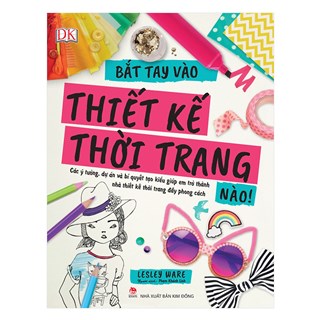 DK
BẮT TAY VÀO
THIẾT KẾ
THỜI TRANG
Các ý tưởng, dự án và bí quyết tạo kiểu giúp em trở thành
nhà thiết kế thời trang đầy phong cách
NÀO!
LESLEY WARE
NHÀ XUẤT BẢN KIM ĐỒNG